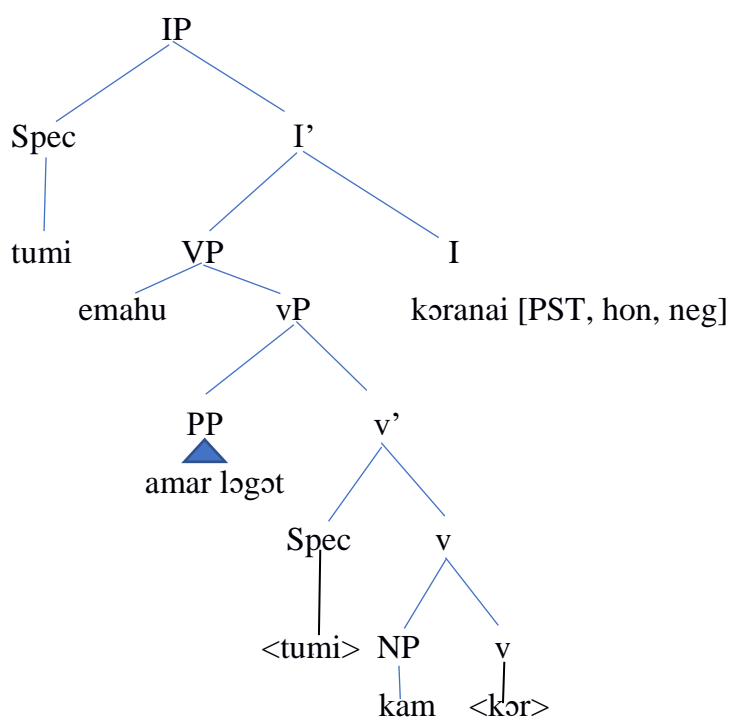 IP
Spec I’
tumi VP I
emahu vP kɔranai [PST, hon, neg]
PP v’
amar lɔgɔt
Spec v
<tumi> NP v
kam <kɔr>